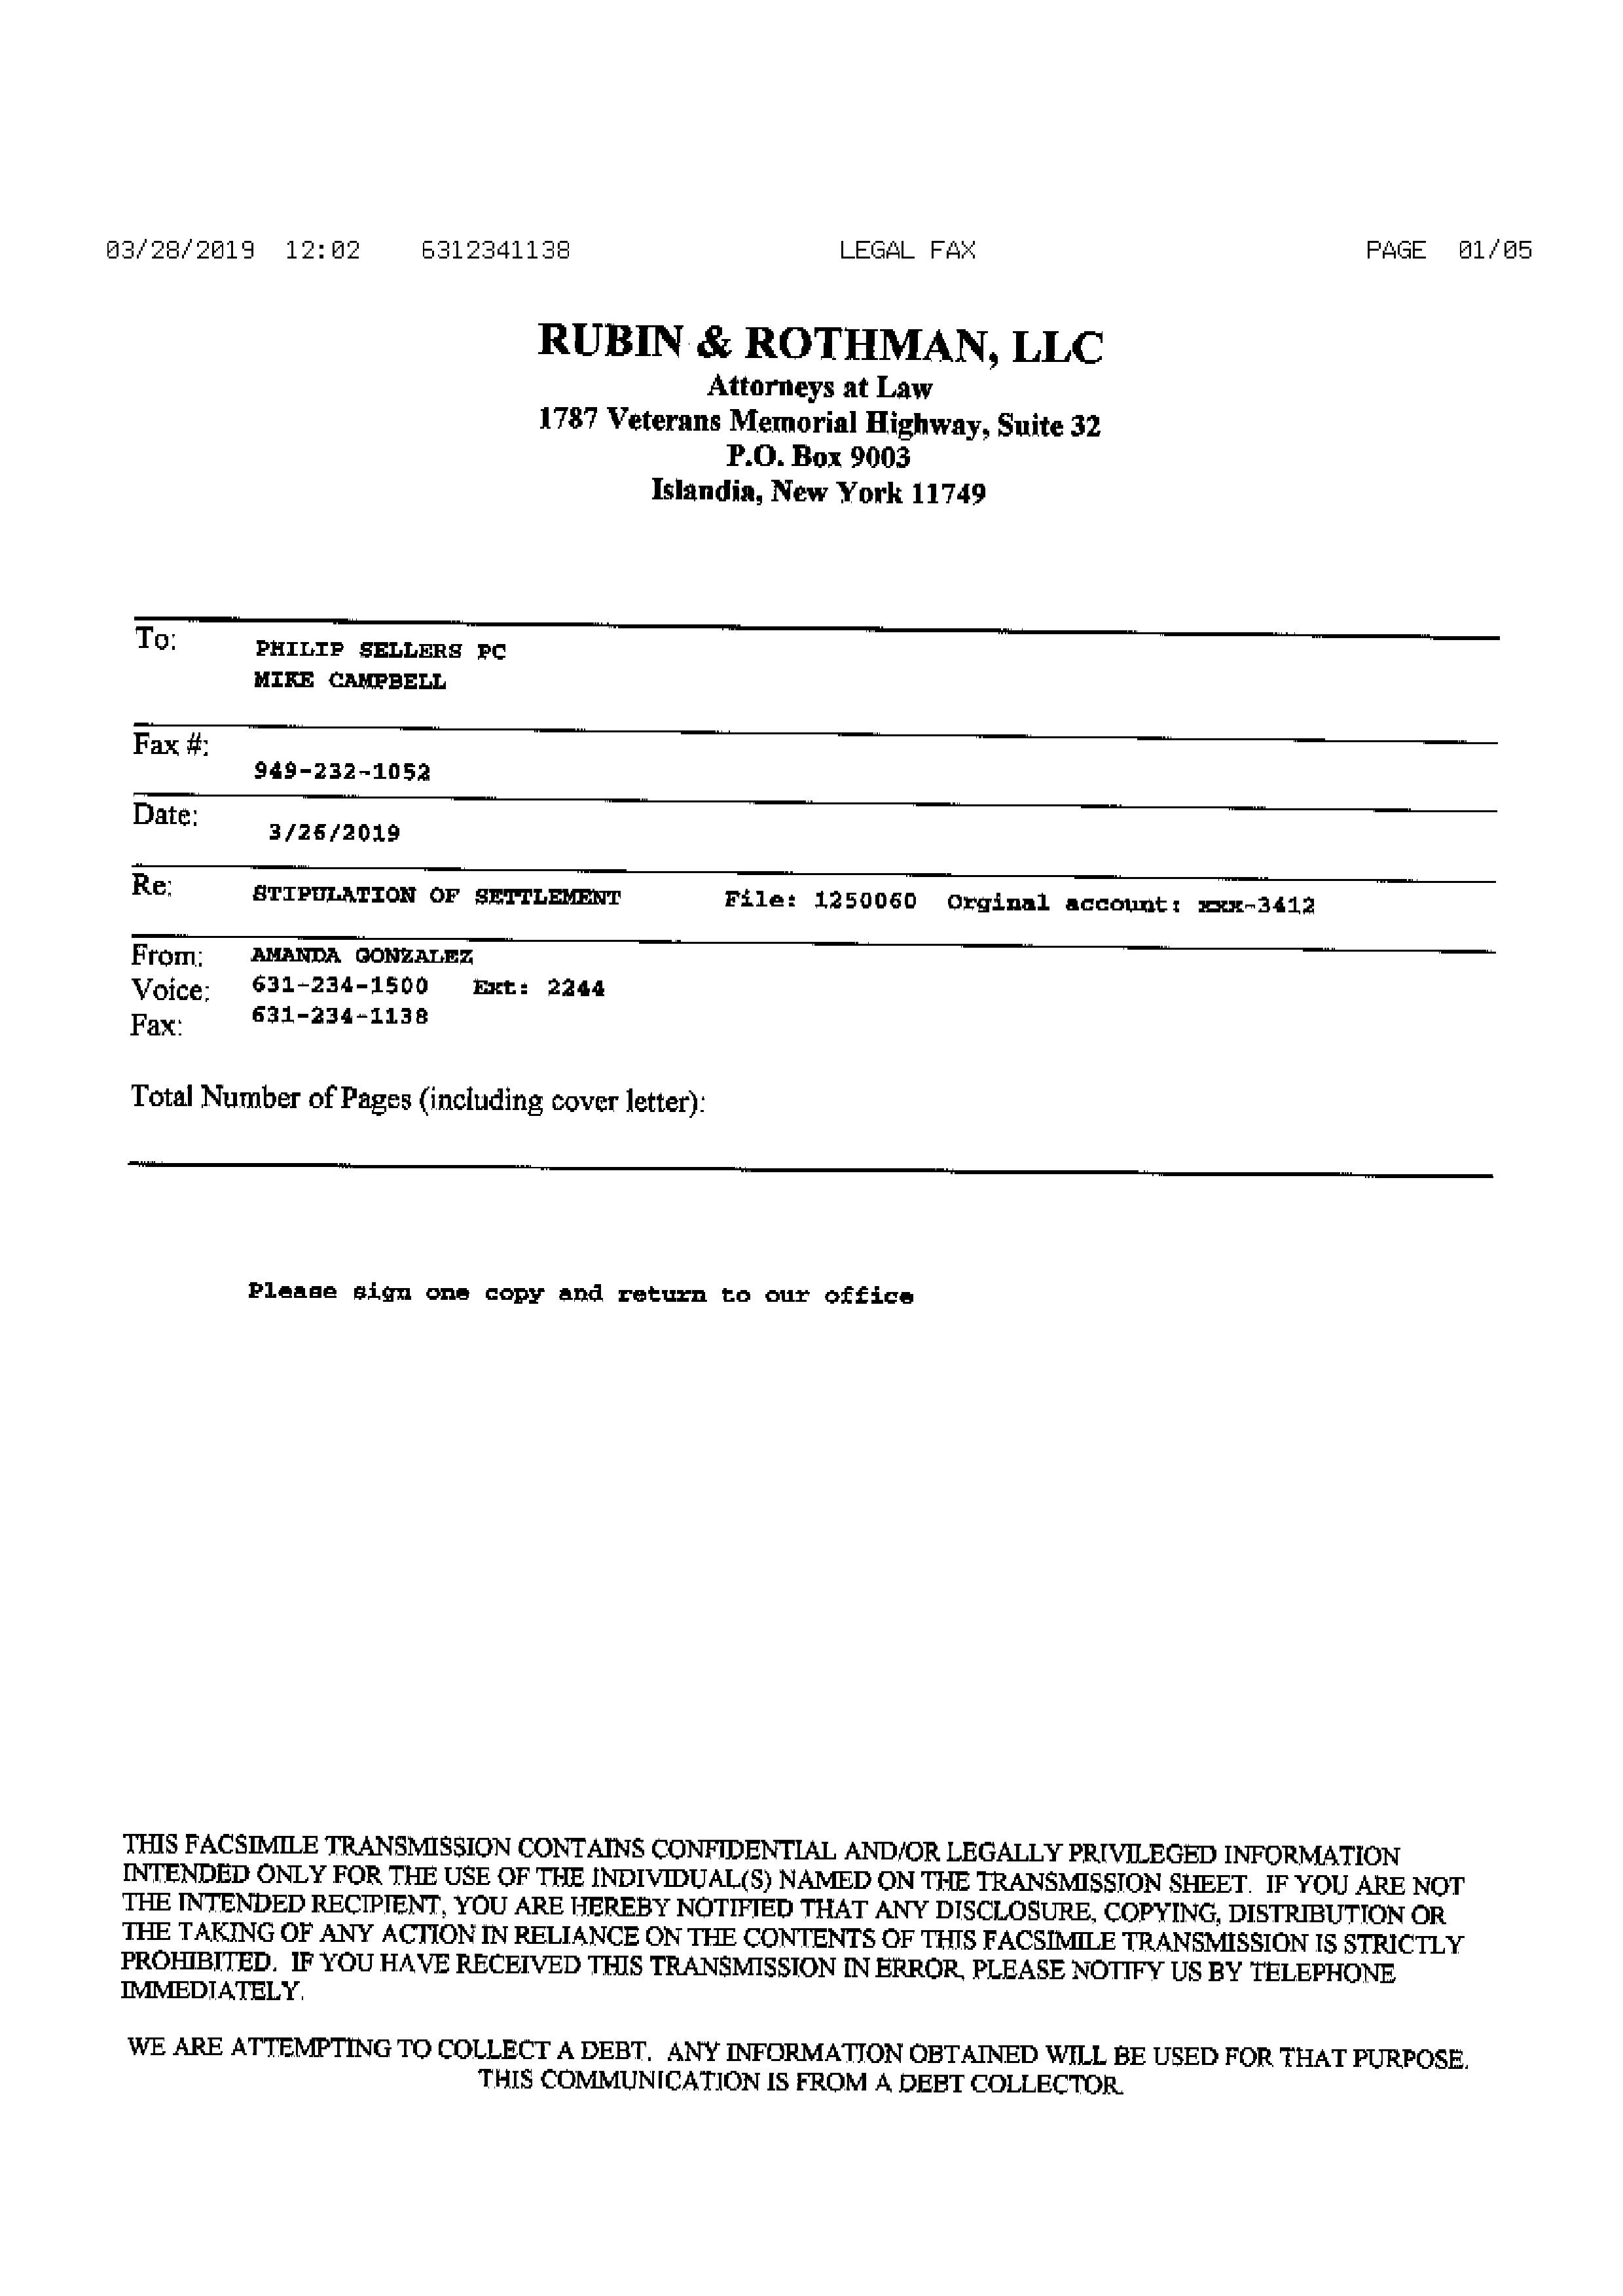 03/28/2019 12:02 6312341138 LEGAL FAX PAGE 01/05
RUBIN & ROTHMAN, LLC
Attorneys at Law
1787 Veterans Memorial Highway, Suite 32
P.O. Box 9003
Islandia, New York 11749
To: PHILIP SELLERS PC
MIKE CAMPBELL
Fax #: 949-232-1052
Date: 3/26/2019
Re: STIPULATION OF SETTLEMENT File: 1250060 Orginal account: xxx-3412
From: AMANDA GONZALEZ
Voice: 631-234-1500 Ext: 2244
Fax: 631-234-1138
Total Number of Pages (including cover letter):
Please sign one copy and return to our office
THIS FACSIMILE TRANSMISSION CONTAINS CONFIDENTIAL AND/OR LEGALLY PRIVILEGED INFORMATION
INTENDED ONLY FOR THE USE OF THE INDIVIDUAL(S) NAMED ON THE TRANSMISSION SHEET. IF YOU ARE NOT
THE INTENDED RECIPIENT, YOU ARE HEREBY NOTIFIED THAT ANY DISCLOSURE, COPYING, DISTRIBUTION OR
THE TAKING OF ANY ACTION IN RELIANCE ON THE CONTENTS OF THIS FACSIMILE TRANSMISSION IS STRICTLY
PROHIBITED. IF YOU HAVE RECEIVED THIS TRANSMISSION IN ERROR, PLEASE NOTIFY US BY TELEPHONE
IMMEDIATELY.
WE ARE ATTEMPTING TO COLLECT A DEBT. ANY INFORMATION OBTAINED WILL BE USED FOR THAT PURPOSE.
THIS COMMUNICATION IS FROM A DEBT COLLECTOR.